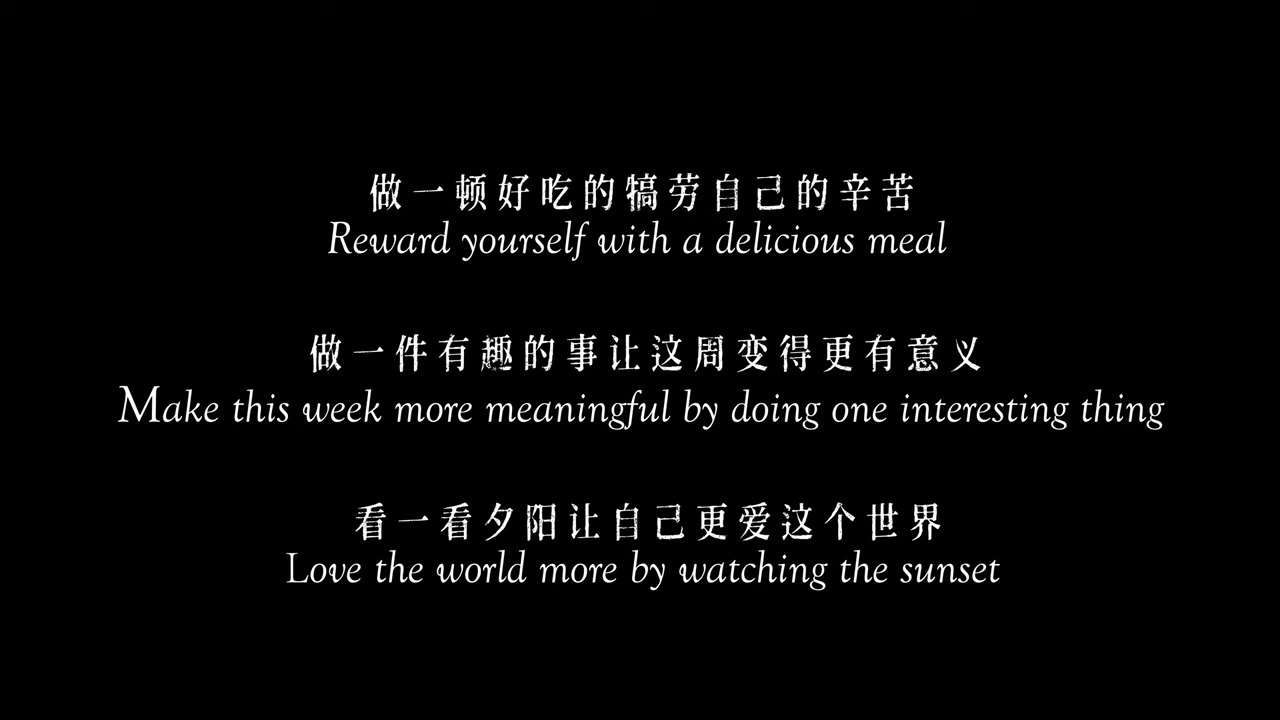 做一顿好吃的犒劳自己的辛苦
Reward yourself with a delicious meal
做一件有趣的事让这周变得更有意义
Make this week more meaningful by doing one interesting thing
看一看夕阳让自己更爱这个世界
Love the world more by watching the sunset